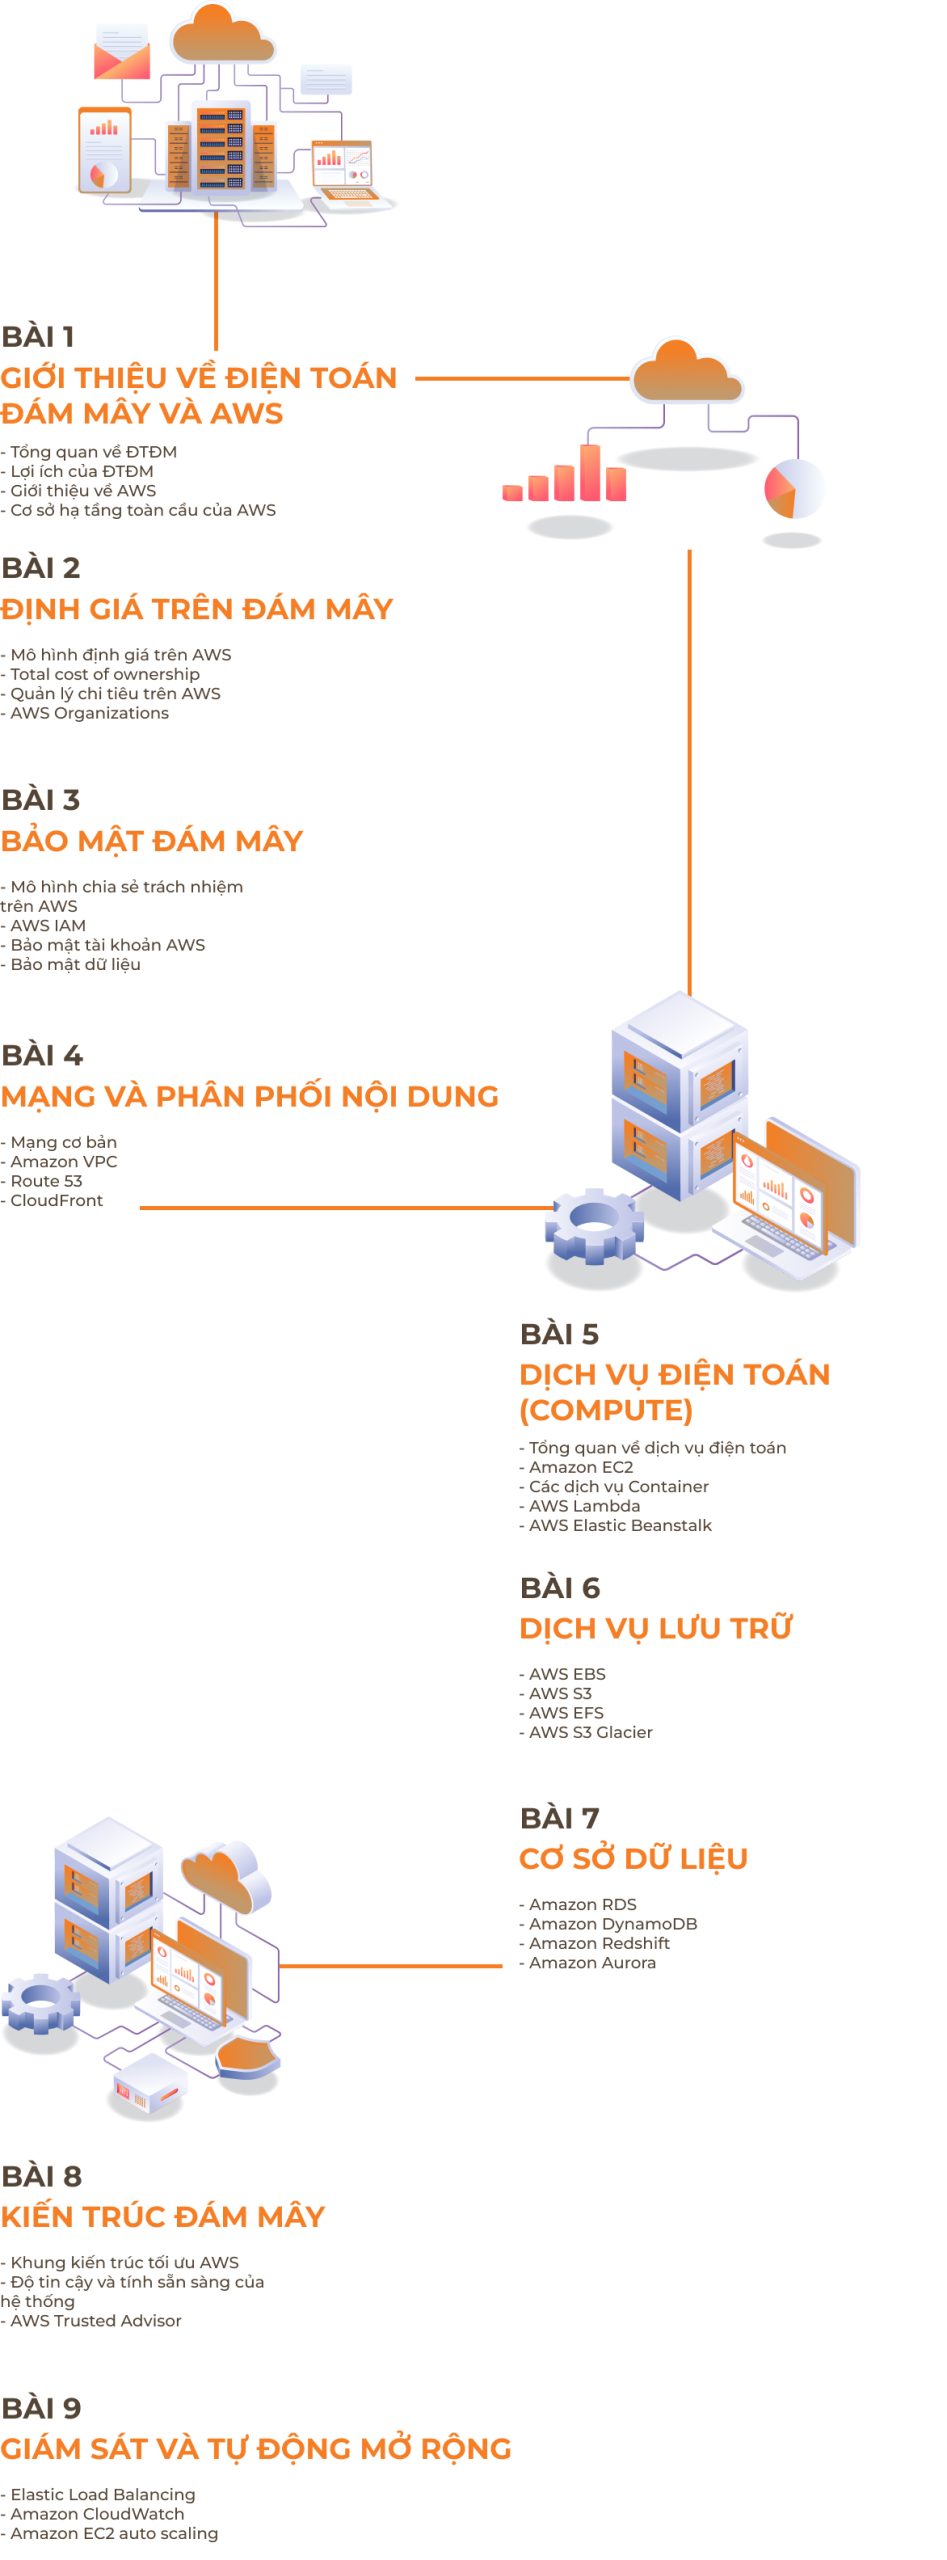 BÀI 1
GIỚI THIỆU VỀ ĐIỆN TOÁN
ĐÁM MÂY VÀ AWS
- Tổng quan về ĐTĐM
- Lợi ích của ĐTĐM
- Giới thiệu về AWS
- Cơ sở hạ tầng toàn cầu của AWS
BÀI 2
ĐỊNH GIÁ TRÊN ĐÁM MÂY
- Mô hình định giá trên AWS
- Total cost of ownership
- Quản lý chi tiêu trên AWS
- AWS Organizations
BÀI 3
BẢO MẬT ĐÁM MÂY
- Mô hình chia sẻ trách nhiệm
trên AWS
- AWS IAM
- Bảo mật tài khoản AWS
- Bảo mật dữ liệu
BÀI 4
MẠNG VÀ PHÂN PHỐI NỘI DUNG
- Mạng cơ bản
- Amazon VPC
- Route 53
- CloudFront
BÀI 5
DỊCH VỤ ĐIỆN TOÁN
(COMPUTE)
- Tổng quan về dịch vụ điện toán
- Amazon EC2
- Các dịch vụ Container
- AWS Lambda
- AWS Elastic Beanstalk
BÀI 6
DỊCH VỤ LƯU TRỮ
- AWS EBS
- AWS S3
- AWS EFS
- AWS S3 Glacier
BÀI 7
CƠ SỞ DỮ LIỆU
- Amazon RDS
- Amazon DynamoDB
- Amazon Redshift
- Amazon Aurora
BÀI 8
KIẾN TRÚC ĐÁM MÂY
- Khung kiến trúc tối ưu AWS
- Độ tin cậy và tính sẵn sàng của
hệ thống
- AWS Trusted Advisor
BÀI 9
GIÁM SÁT VÀ TỰ ĐỘNG MỞ RỘNG
- Elastic Load Balancing
- Amazon CloudWatch
- Amazon EC2 auto scaling